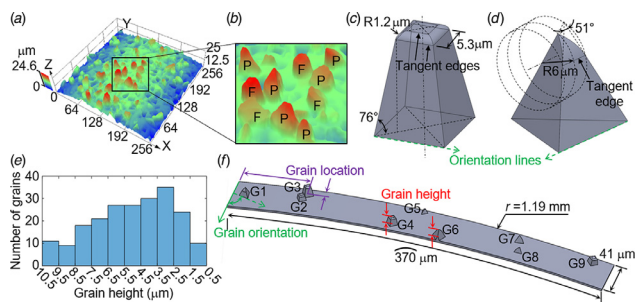 (a)
μm
24.6
0
Z
Y
25
12.5
0
256
192
128
64
0
64
128
192
256
X
(b)
P
P
P
F
F
P
F
P
P
(c)
R1.2 μm
5.3μm
Tangent edges
76°
(d)
51°
R6μm
Tangent
edge
Orientation lines
(e)
Number of grains
40
30
20
10
0
10.5
9.5
8.5
7.5
6.5
5.5
4.5
3.5
2.5
1.5
0.5
Grain height (μm)
(f)
Grain location
Grain height
Grain orientation
G1
G2
G3
G4
G5
G6
G7
G8
G9
r = 1.19 mm
370 μm
41 μm